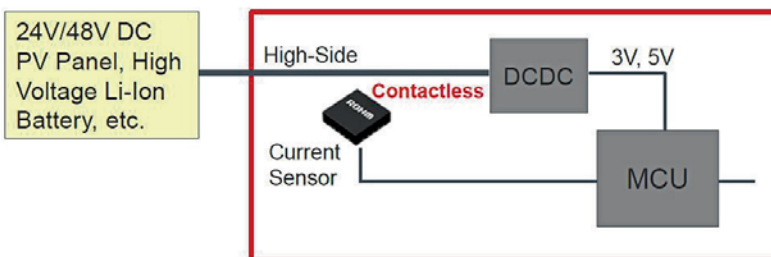 24V/48V DC
PV Panel, High
Voltage Li-Ion
Battery, etc.
High-Side
Contactless
ROHM
Current
Sensor
DCDC
3V, 5V
MCU